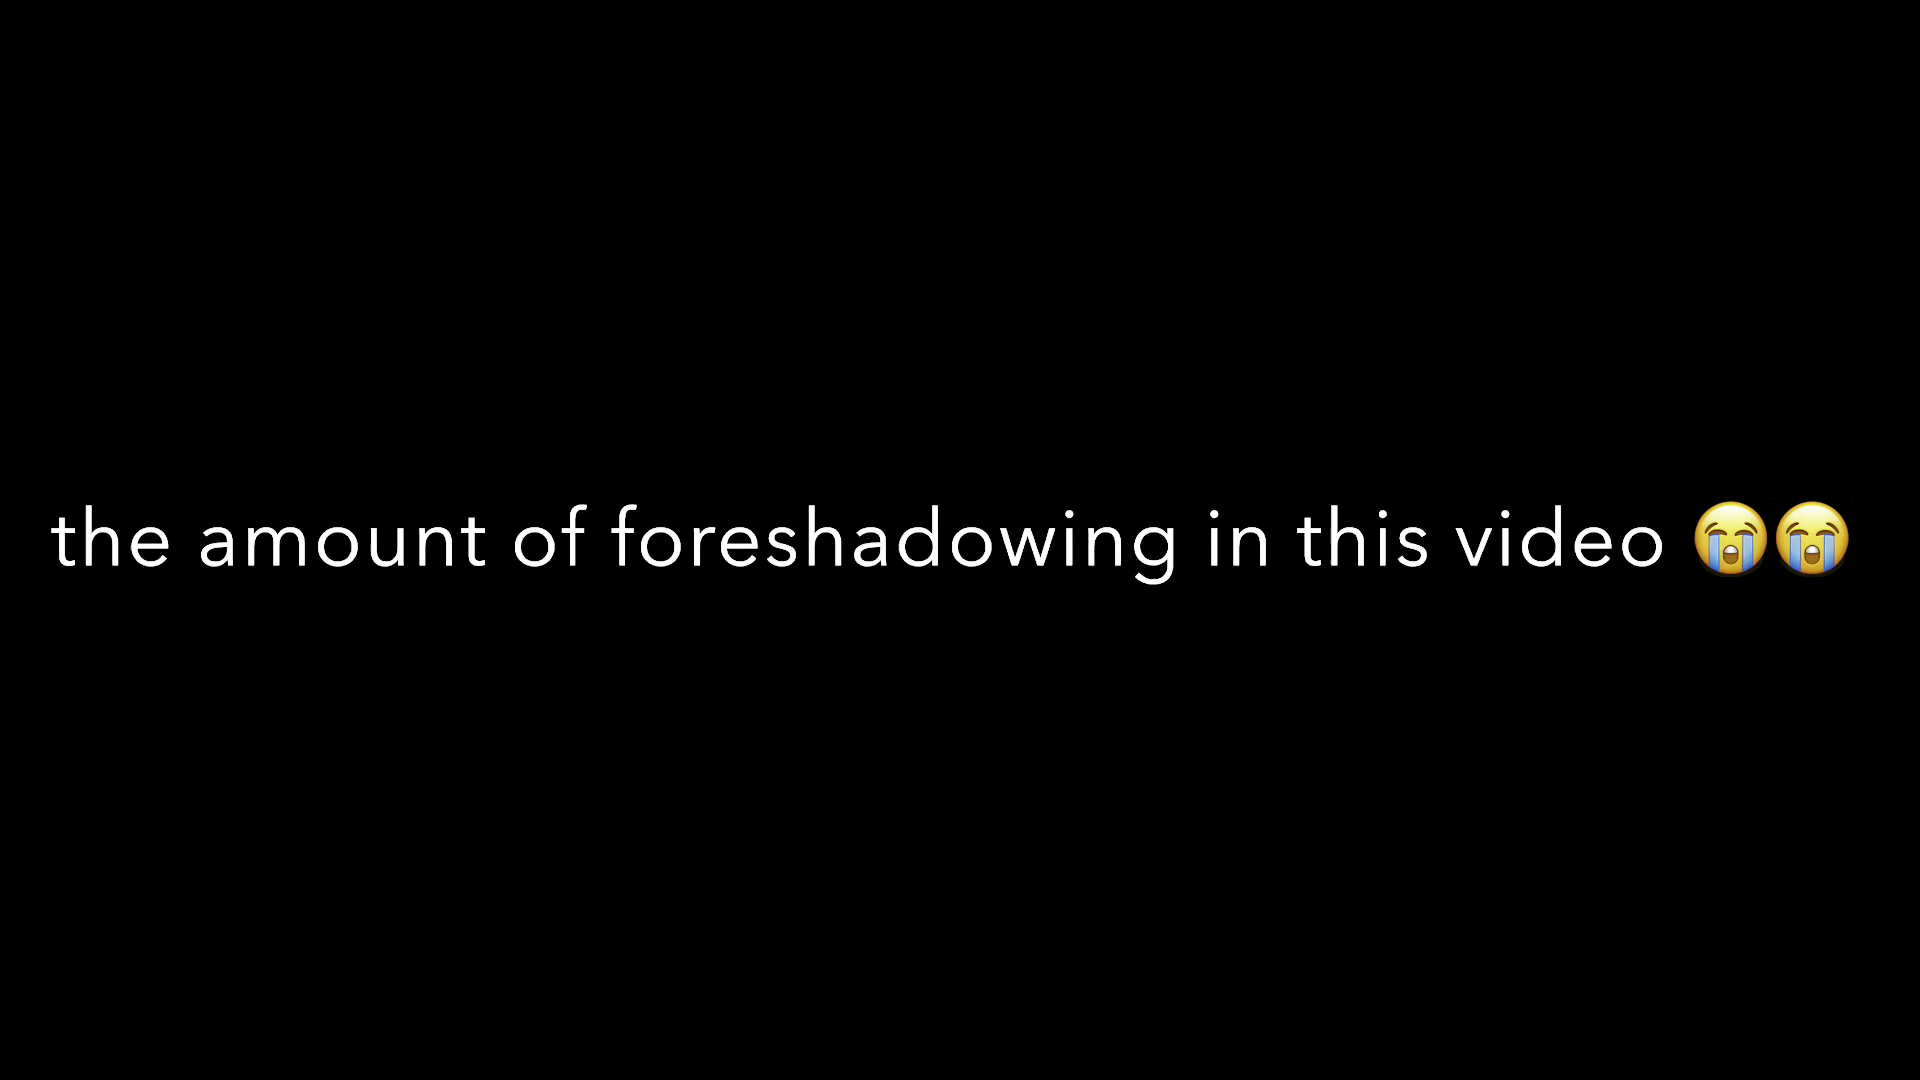 the amount of foreshadowing in this video 😭😭